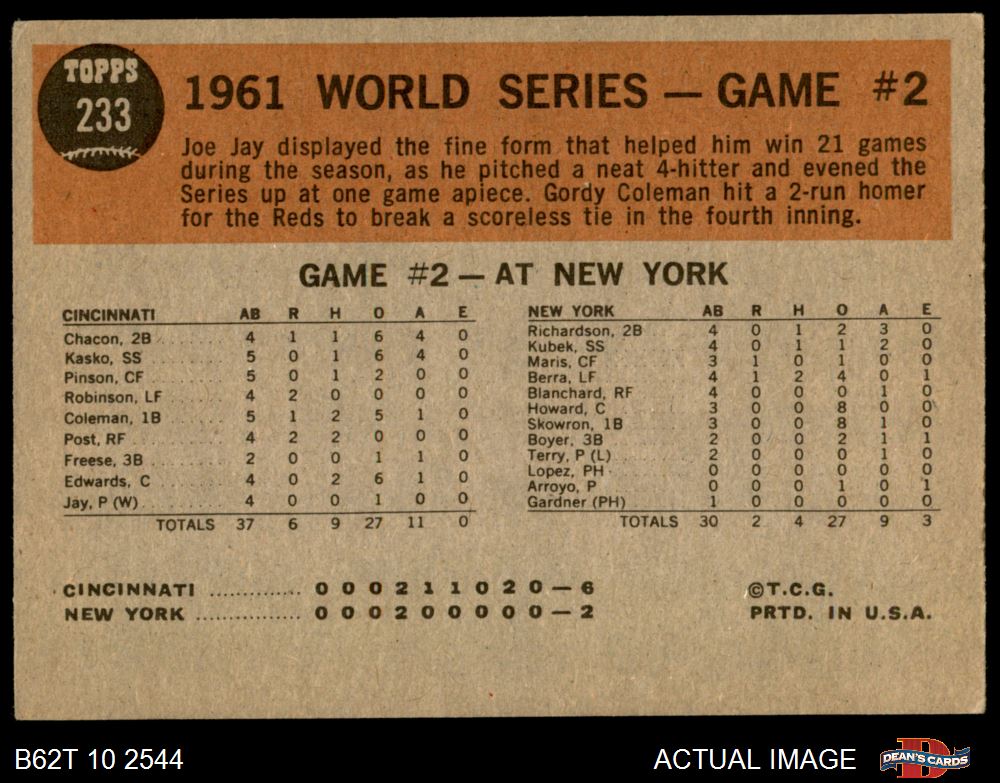 TOPPS
233
1961 WORLD SERIES — GAME #2
Joe Jay displayed the fine form that helped him win 21 games
during the season, as he pitched a neat 4-hitter and evened the
Series up at one game apiece. Gordy Coleman hit a 2-run homer
for the Reds to break a scoreless tie in the fourth inning.
GAME #2 — AT NEW YORK
CINCINNATI AB R H O A E
Chacon, 2B 4 1 1 6 4 0
Kasko, SS 5 0 1 6 4 0
Pinson, CF 5 0 1 2 0 0
Robinson, LF 4 2 0 0 0 0
Coleman, 1B 5 1 2 5 1 0
Post, RF 4 2 2 0 0 0
Freese, 3B 2 0 0 1 1 0
Edwards, C 4 0 2 6 1 0
Jay, P (W) 4 0 0 1 0 0
TOTALS 37 6 9 27 11 0
NEW YORK AB R H O A E
Richardson, 2B 4 0 1 2 3 0
Kubek, SS 4 0 1 1 2 0
Maris, CF 3 1 0 1 0 0
Berra, LF 4 1 2 4 0 1
Blanchard, RF 4 0 0 0 1 0
Howard, C 3 0 0 8 0 0
Skowron, 1B 3 0 0 8 1 0
Boyer, 3B 2 0 0 2 1 1
Terry, P (L) 2 0 0 0 1 0
Lopez, PH 0 0 0 0 0 0
Arroyo, P 0 0 0 1 0 1
Gardner (PH) 1 0 0 0 0 0
TOTALS 30 2 4 27 9 3
CINCINNATI .............. 0 0 0 2 1 1 0 2 0 — 6
NEW YORK ................ 0 0 0 2 0 0 0 0 0 — 2
©T.C.G.
PRTD. IN U.S.A.
B62T 10 2544
ACTUAL IMAGE
DEAN'S CARDS